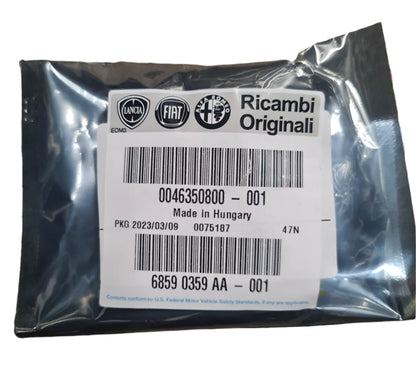 LANCIA FIAT ALFA ROMEO Ricambi
Originali
EDM3
0046350800 - 001
Made in Hungary
PKG 2023/03/09 0075187 47N
6859 0359 AA - 001
Contents conform to U.S. Federal Motor Vehicle Safety Standards, if any are applicable.